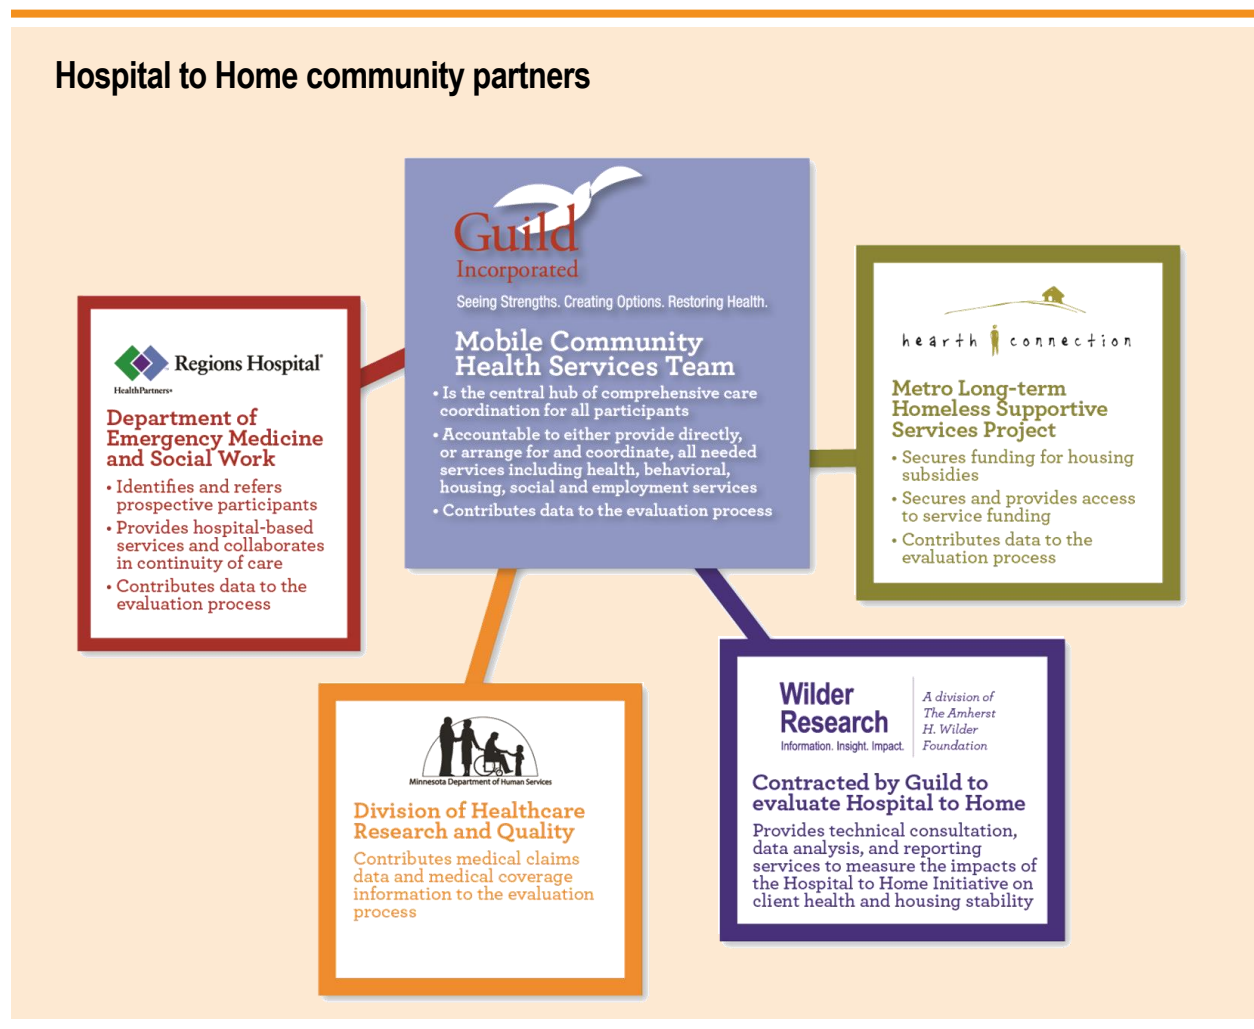 Hospital to Home community partners
Guild
Incorporated
Seeing Strengths. Creating Options. Restoring Health.
Mobile Community
Health Services Team
• Is the central hub of comprehensive care
coordination for all participants
• Accountable to either provide directly,
or arrange for and coordinate, all needed
services including health, behavioral,
housing, social and employment services
• Contributes data to the evaluation process
Regions Hospital®
HealthPartners®
Department of
Emergency Medicine
and Social Work
• Identifies and refers
prospective participants
• Provides hospital-based
services and collaborates
in continuity of care
• Contributes data to the
evaluation process
hearth connection
Metro Long-term
Homeless Supportive
Services Project
• Secures funding for housing
subsidies
• Secures and provides access
to service funding
• Contributes data to the
evaluation process
Minnesota Department of Human Services
Division of Healthcare
Research and Quality
Contributes medical claims
data and medical coverage
information to the evaluation
process
Wilder
Research
Information. Insight. Impact.
A division of
The Amherst
H. Wilder
Foundation
Contracted by Guild to
evaluate Hospital to Home
Provides technical consultation,
data analysis, and reporting
services to measure the impacts of
the Hospital to Home Initiative on
client health and housing stability